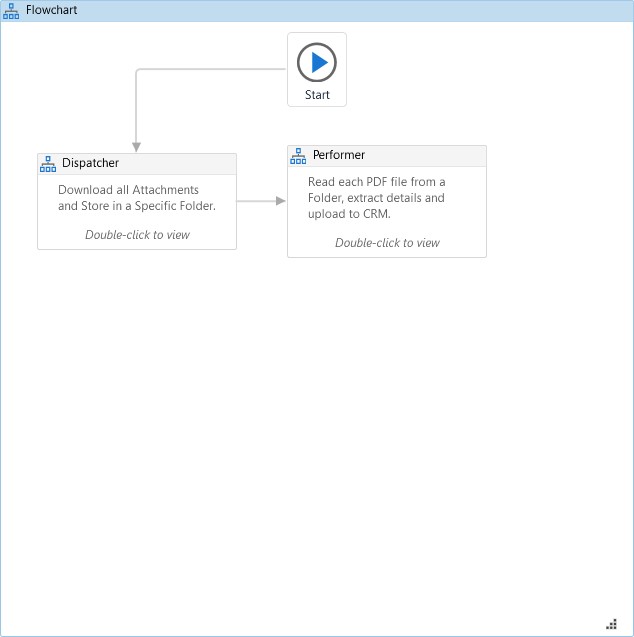 Flowchart
Start
Dispatcher
Download all Attachments
and Store in a Specific Folder.
Double-click to view
Performer
Read each PDF file from a
Folder, extract details and
upload to CRM.
Double-click to view